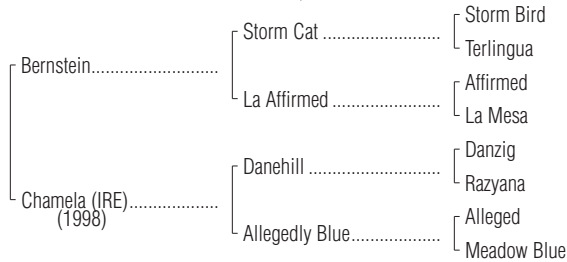 Storm Bird
Storm Cat ........................
Terlingua
Bernstein..........................
Affirmed
La Affirmed ......................
La Mesa
Danzig
Danehill ...........................
Razyana
Chamela (IRE)..................
(1998)
Alleged
Allegedly Blue..................
Meadow Blue